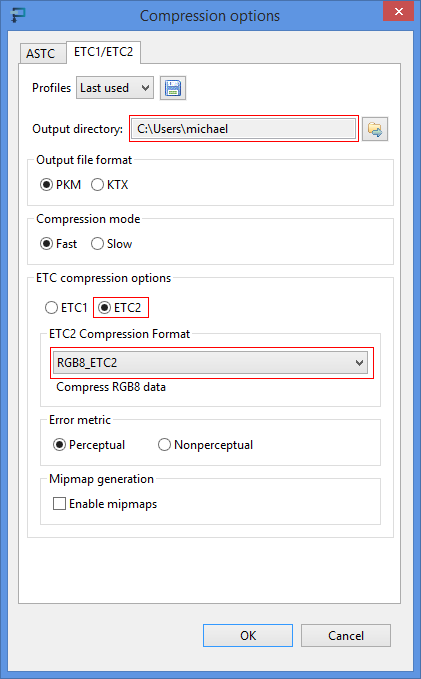 Compression options
ASTC ETC1/ETC2
Profiles Last used
Output directory: C:\Users\michael
Output file format
PKM KTX
Compression mode
Fast Slow
ETC compression options
ETC1 ETC2
ETC2 Compression Format
RGB8_ETC2
Compress RGB8 data
Error metric
Perceptual Nonperceptual
Mipmap generation
Enable mipmaps
OK Cancel